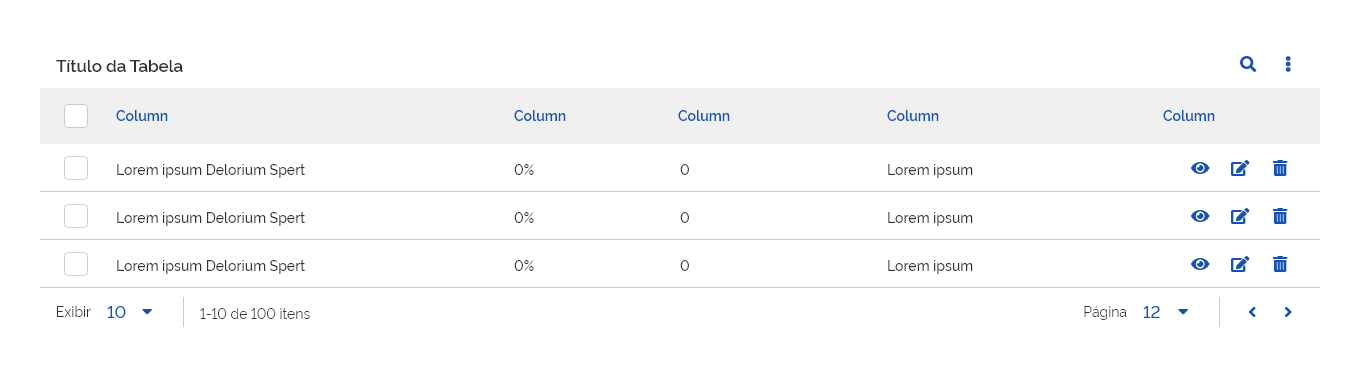 Título da Tabela
Column Column Column Column Column
Lorem ipsum Delorium Spert 0% 0 Lorem ipsum
Lorem ipsum Delorium Spert 0% 0 Lorem ipsum
Lorem ipsum Delorium Spert 0% 0 Lorem ipsum
Exibir 10 1-10 de 100 itens Página 12